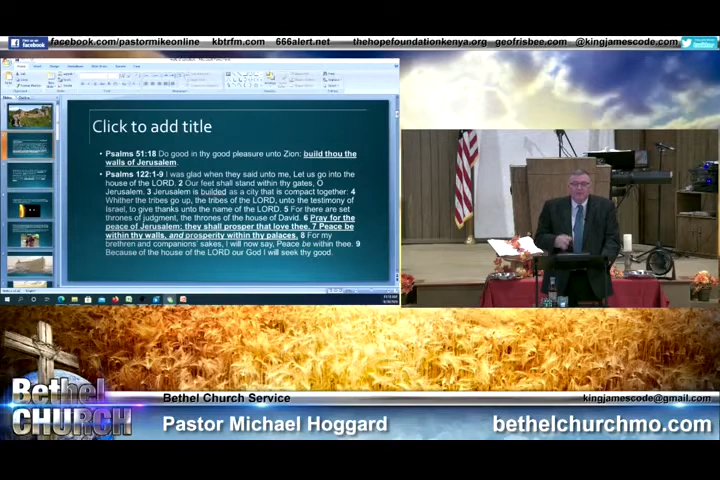 Find us on
facebook.
facebook.com/pastormikeonline kbtrfm.com 666alert.net thehopefoundationkenya.org geofrisbee.com @kingjamescode.com
Click to add title
• Psalms 51:18 Do good in thy good pleasure unto Zion: build thou the
walls of Jerusalem.
• Psalms 122:1-9 I was glad when they said unto me, Let us go into the
house of the LORD. 2 Our feet shall stand within thy gates, O
Jerusalem. 3 Jerusalem is builded as a city that is compact together: 4
Whither the tribes go up, the tribes of the LORD, unto the testimony of
Israel, to give thanks unto the name of the LORD. 5 For there are set
thrones of judgment, the thrones of the house of David. 6 Pray for the
peace of Jerusalem: they shall prosper that love thee. 7 Peace be
within thy walls, and prosperity within thy palaces. 8 For my
brethren and companions' sakes, I will now say, Peace be within thee. 9
Because of the house of the LORD our God I will seek thy good.
Bethel
CHURCH
Bethel Church Service
kingjamescode@gmail.com
Pastor Michael Hoggard
bethelchurchmo.com